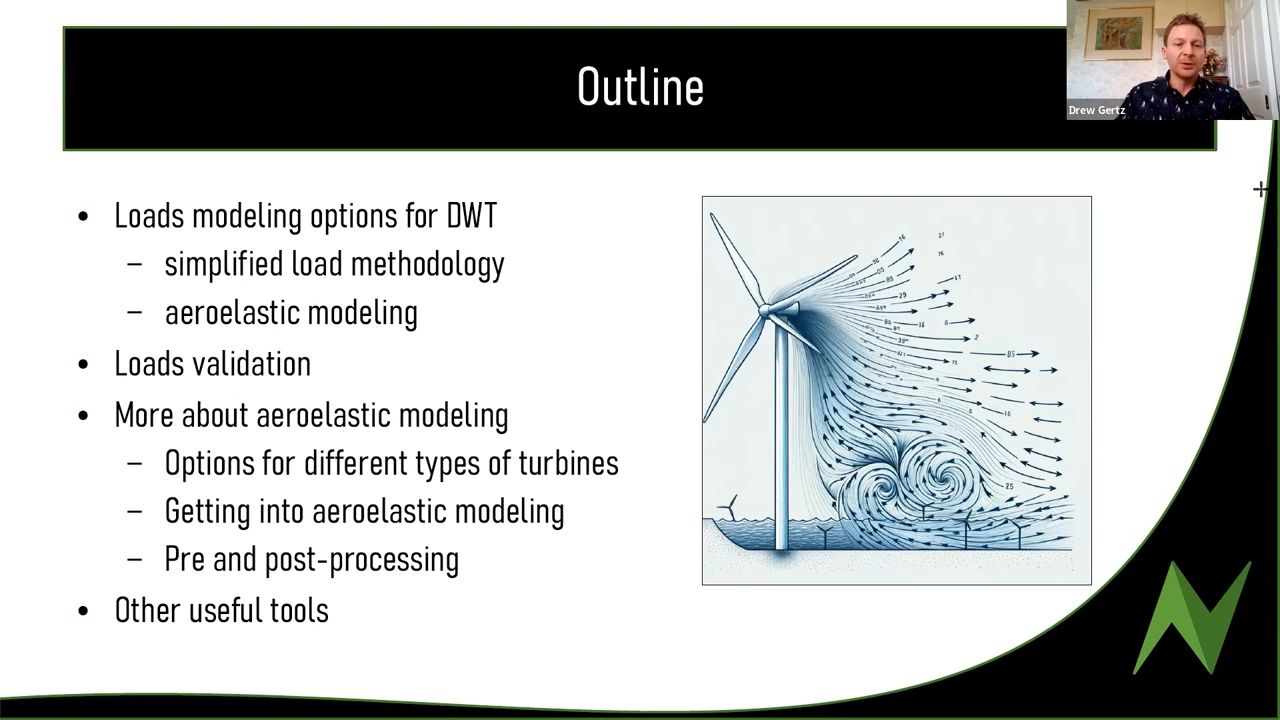 Outline
Drew Gertz
• Loads modeling options for DWT
– simplified load methodology
– aeroelastic modeling
• Loads validation
• More about aeroelastic modeling
– Options for different types of turbines
– Getting into aeroelastic modeling
– Pre and post-processing
• Other useful tools